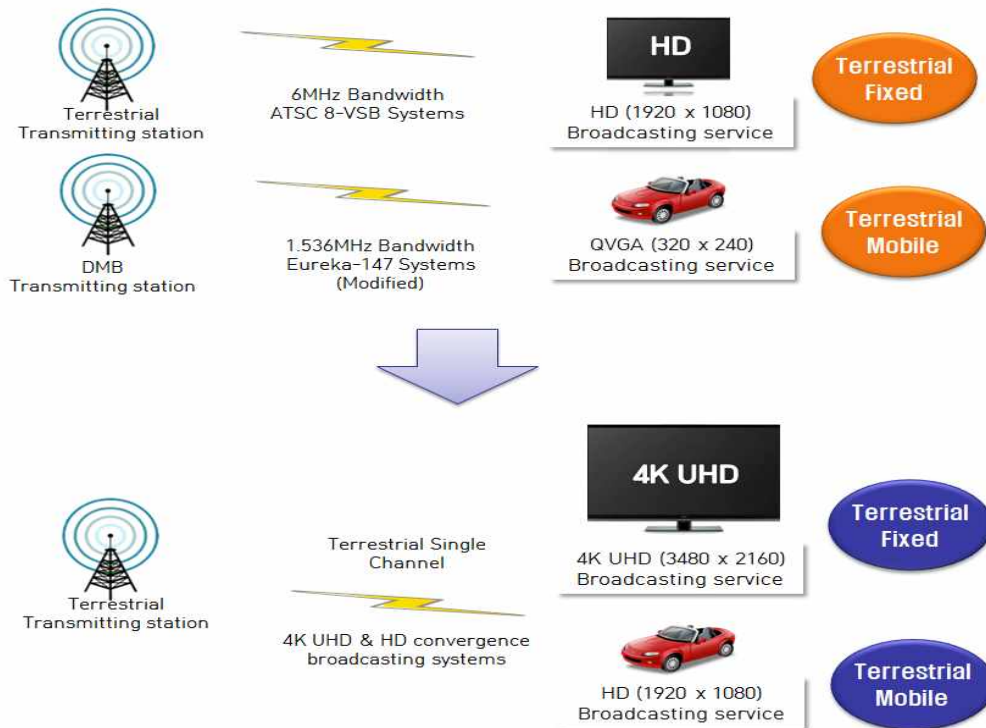 HD
Terrestrial
Fixed
Terrestrial
Transmitting station
6MHz Bandwidth
ATSC 8-VSB Systems
HD (1920 x 1080)
Broadcasting service
DMB
Transmitting station
1.536MHz Bandwidth
Eureka-147 Systems
(Modified)
QVGA (320 x 240)
Broadcasting service
Terrestrial
Mobile
4K UHD
Terrestrial
Fixed
Terrestrial Single
Channel
4K UHD (3480 x 2160)
Broadcasting service
Terrestrial
Transmitting station
4K UHD & HD convergence
broadcasting systems
HD (1920 x 1080)
Broadcasting service
Terrestrial
Mobile